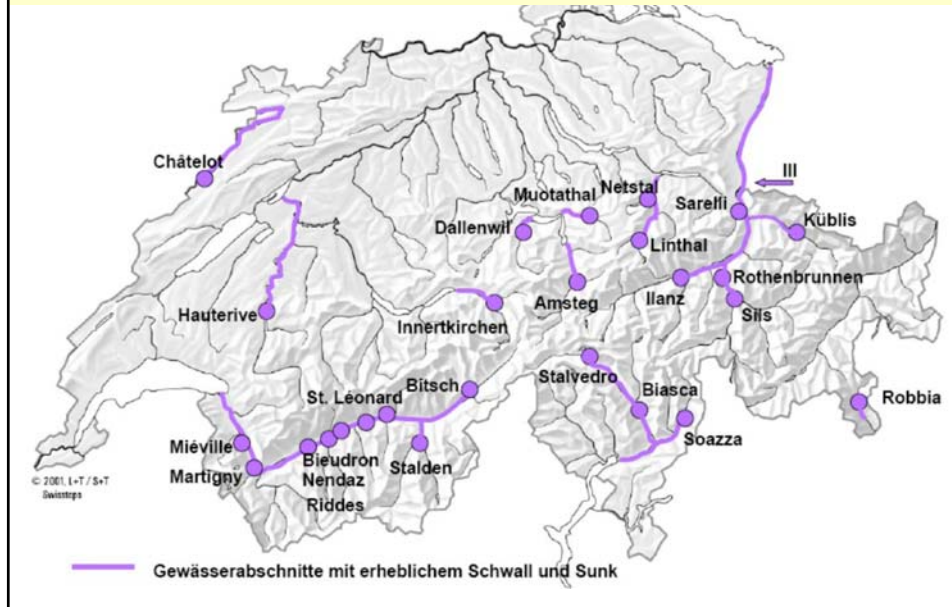 Châtelot
Ill
Muotathal
Netstal
Sarelli
Küblis
Dallenwil
Linthal
Rothenbrunnen
Ilanz
Amsteg
Sils
Hauterive
Innertkirchen
Bitsch
Stalvedro
Biasca
Robbia
St. Léonard
Soazza
Miéville
Bieudron
Stalden
Martigny
Nendaz
Riddes
© 2001, L+T / S+T
Swisstopo
Gewässerabschnitte mit erheblichem Schwall und Sunk